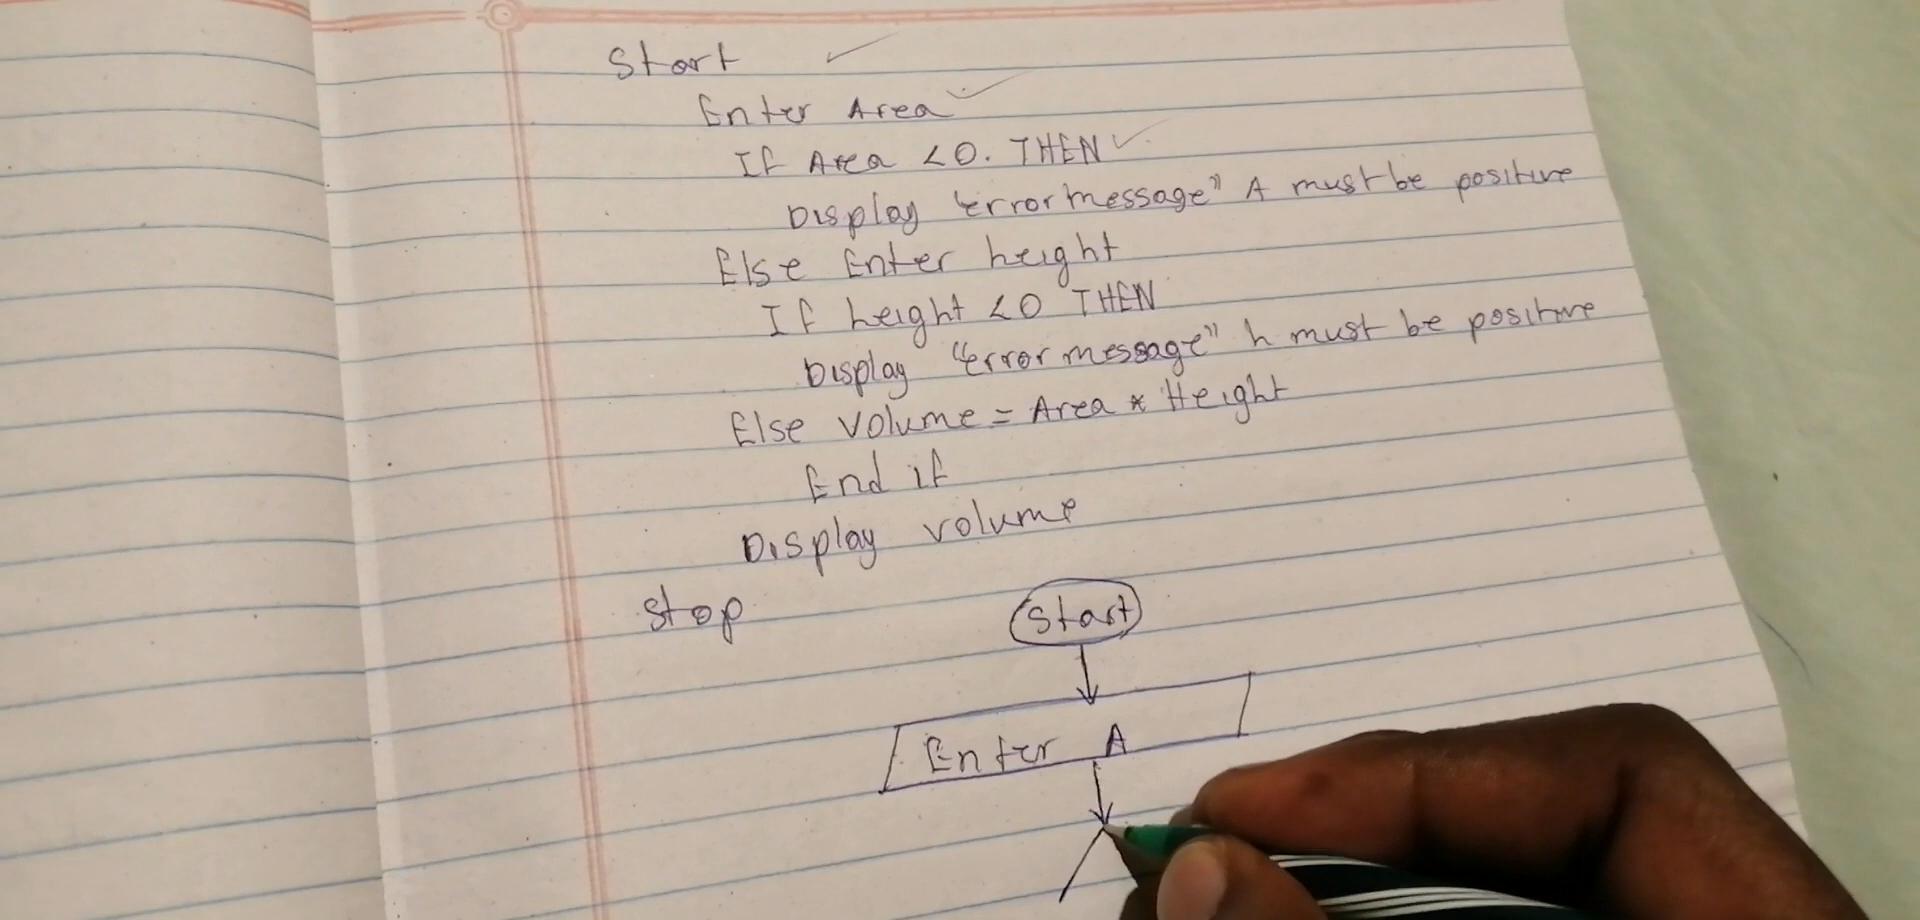 Start
Enter Area
If Area <0. THEN
Display "error message" A must be positive
Else Enter height
If height <0 THEN
Display "error message" h must be positive
Else volume = Area * Height
End if
Display volume
Stop
Start
Enter A